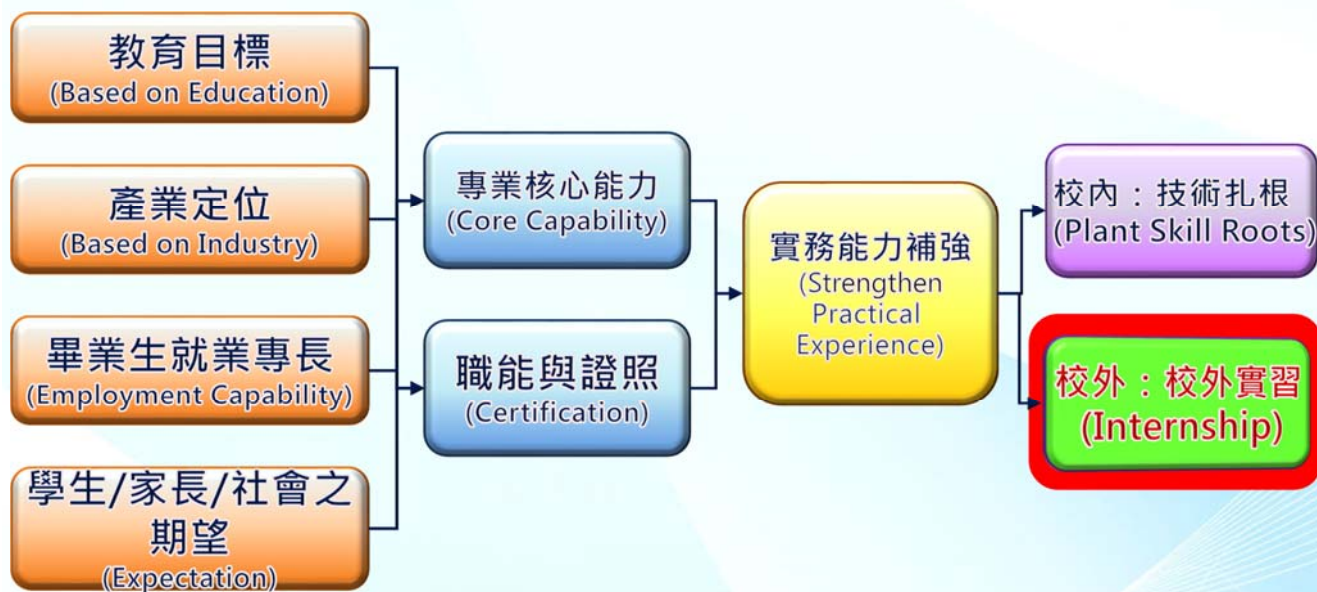 教育目標
(Based on Education)
產業定位
(Based on Industry)
畢業生就業專長
(Employment Capability)
學生/家長/社會之
期望
(Expectation)
專業核心能力
(Core Capability)
職能與證照
(Certification)
實務能力補強
(Strengthen
Practical
Experience)
校內：技術扎根
(Plant Skill Roots)
校外：校外實習
(Internship)